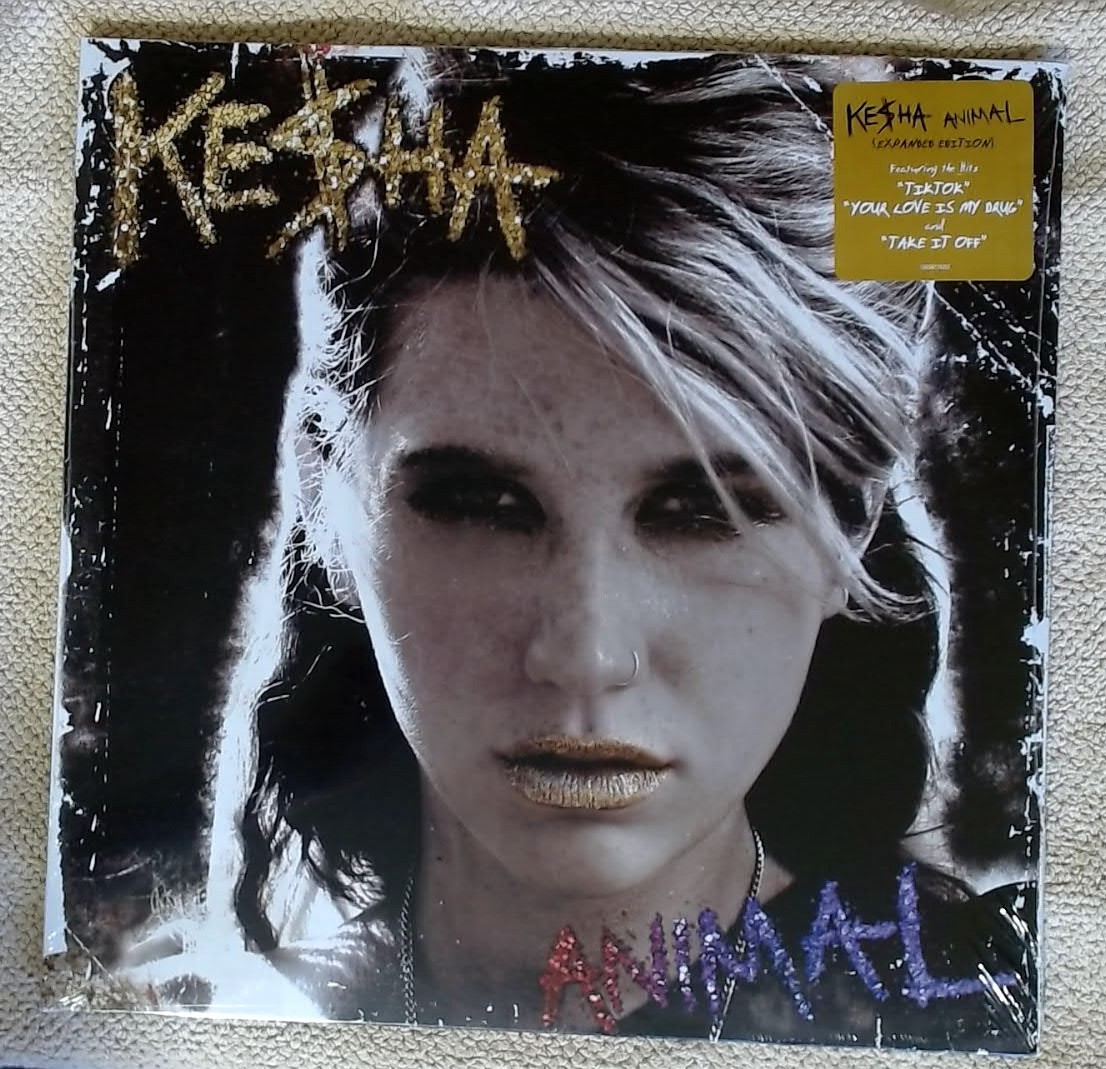 KE$HA
KE$HA ANIMAL
(EXPANDED EDITION)
Featuring the Hits
"TIKTOK"
"YOUR LOVE IS MY DRUG"
and
"TAKE IT OFF"
ANIMAL